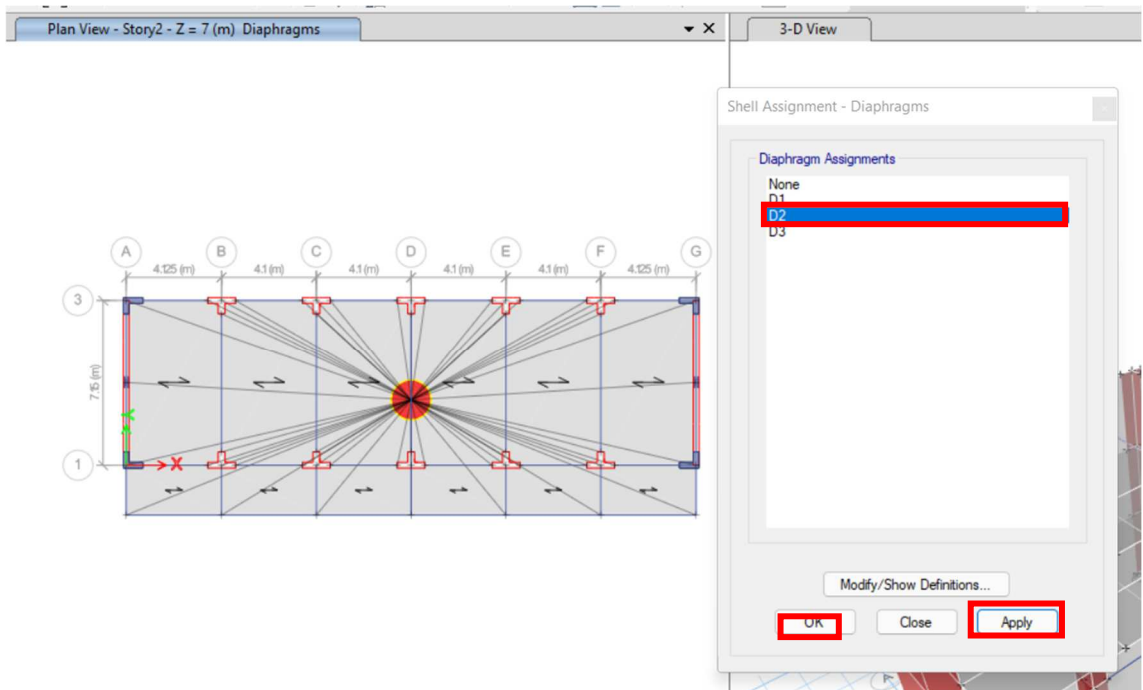 Plan View - Story2 - Z = 7 (m) Diaphragms
3-D View
Shell Assignment - Diaphragms
Diaphragm Assignments
None
D1
D2
D3
A B C D E F G
4.125 (m) 4.1 (m) 4.1 (m) 4.1 (m) 4.1 (m) 4.125 (m)
3
7.15 (m)
Y
1
X
Modify/Show Definitions...
OK Close Apply